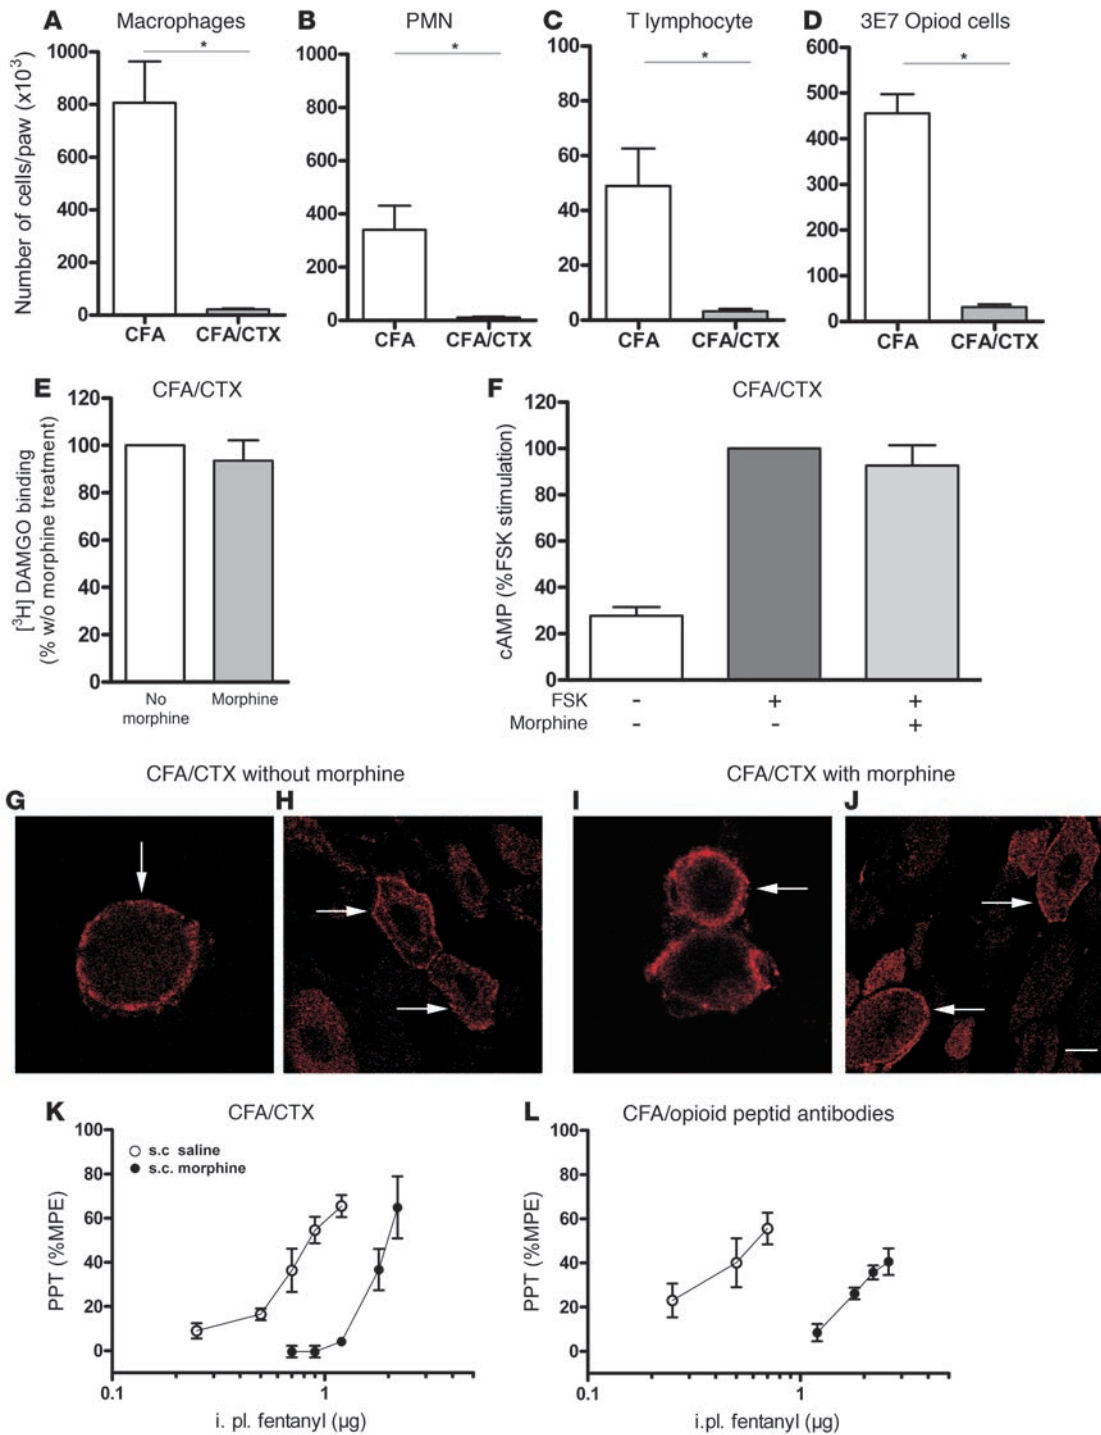 A Macrophages
B PMN
C T lymphocyte
D 3E7 Opiod cells
Number of cells/paw (x10³)
1000
800
600
400
200
0
*
CFA CFA/CTX
1000
800
600
400
200
0
*
CFA CFA/CTX
100
80
60
40
20
0
*
CFA CFA/CTX
600
500
400
300
200
100
0
*
CFA CFA/CTX
E CFA/CTX
[³H] DAMGO binding
(% w/o morphine treatment)
120
100
80
60
40
20
0
No
morphine
Morphine
F CFA/CTX
cAMP (%FSK stimulation)
120
100
80
60
40
20
0
FSK - + +
Morphine - - +
CFA/CTX without morphine
CFA/CTX with morphine
G
H
I
J
K CFA/CTX
s.c saline
s.c. morphine
PPT (%MPE)
100
80
60
40
20
0
0.1 1
i. pl. fentanyl (µg)
L CFA/opioid peptid antibodies
PPT (%MPE)
100
80
60
40
20
0
0.1 1
i.pl. fentanyl (µg)